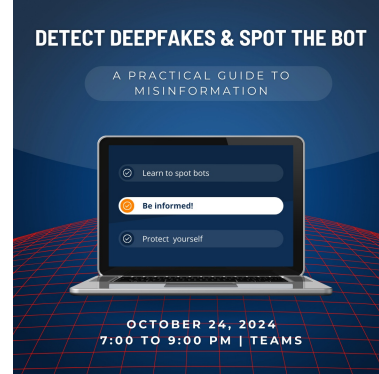 DETECT DEEPFAKES & SPOT THE BOT
A PRACTICAL GUIDE TO
MISINFORMATION
Learn to spot bots
Be informed!
Protect yourself
OCTOBER 24, 2024
7:00 TO 9:00 PM | TEAMS